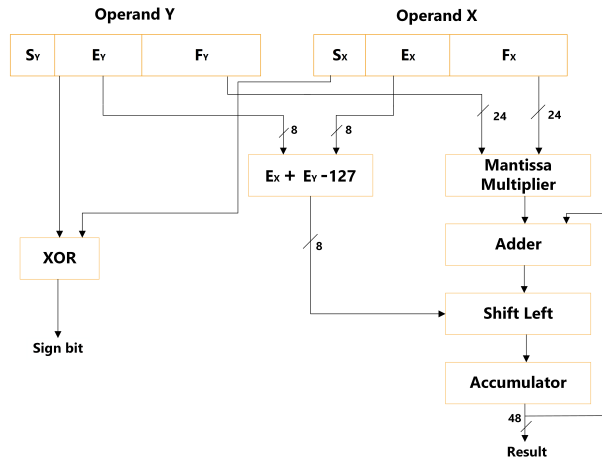 Operand Y
Operand X
SY EY FY
SX EX FX
8
8
24
24
EX + EY -127
Mantissa
Multiplier
8
XOR
Adder
Shift Left
Sign bit
Accumulator
48
Result